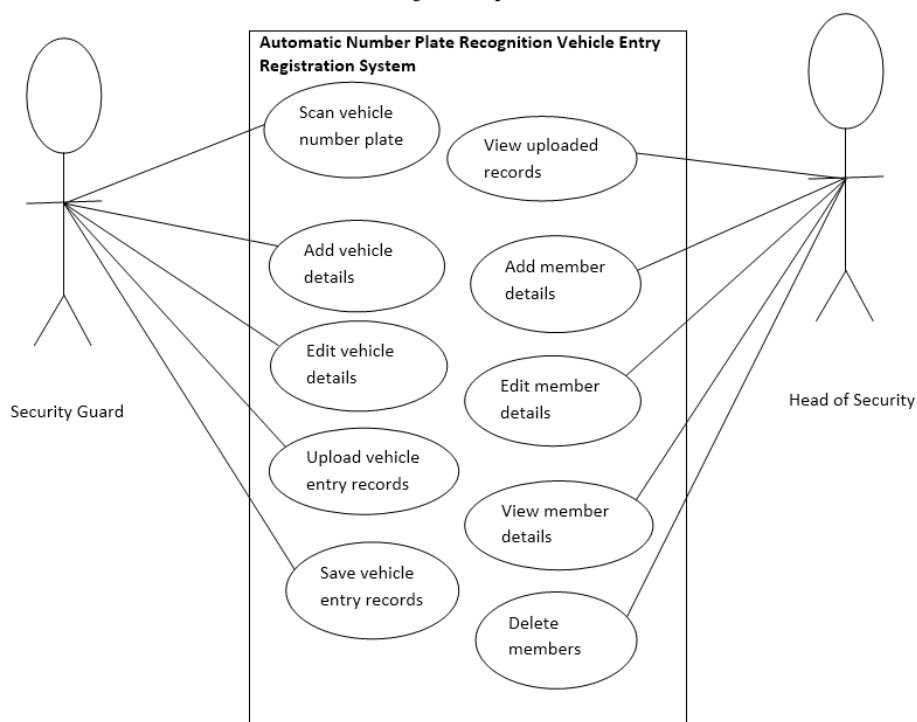 Automatic Number Plate Recognition Vehicle Entry
Registration System
Scan vehicle
number plate
View uploaded
records
Add vehicle
details
Add member
details
Edit vehicle
details
Edit member
details
Security Guard
Head of Security
Upload vehicle
entry records
View member
details
Save vehicle
entry records
Delete
members